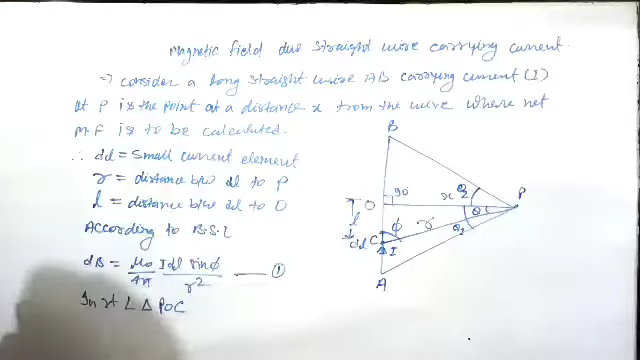 Magnetic field due straight wire carrying current.
⇒ Consider a long straight wire AB carrying current (I)
at P is the point at a distance x from the wire where net
M.F is to be calculated.
∴ dl = small current element
r = distance b/w dl to P
l = distance b/w dl to O
According to B.S.L
dB = μ₀/4π Idl sinφ/r² —— ①
In rt ∠ Δ POC
B
90°
x
θ₂
P
O
l
φ
r
θ
θ₁
C
dl
I
A